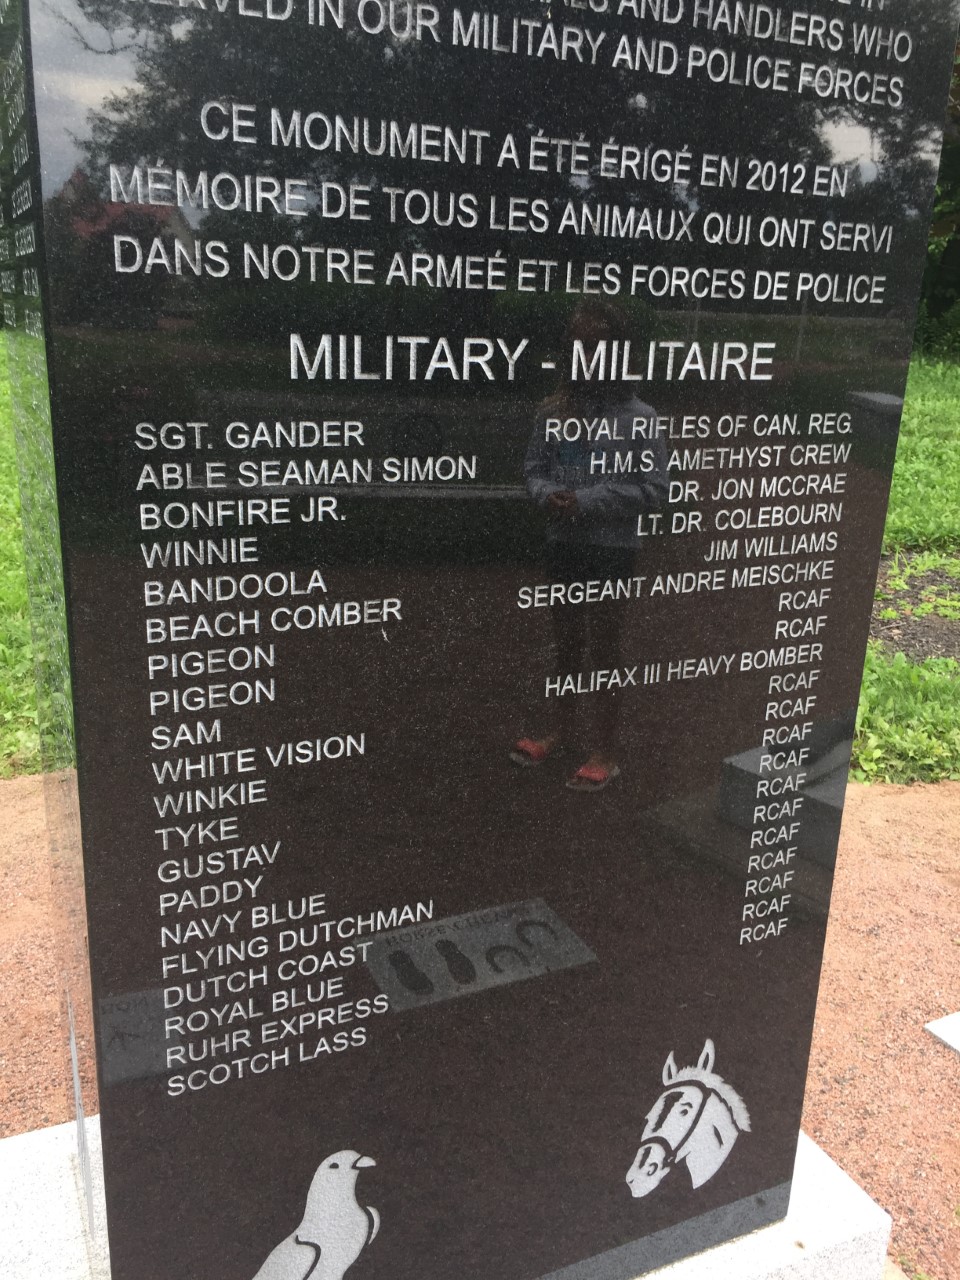 IN
AND HANDLERS WHO
SERVED IN OUR MILITARY AND POLICE FORCES
CE MONUMENT A ÉTÉ ÉRIGÉ EN 2012 EN
MÉMOIRE DE TOUS LES ANIMAUX QUI ONT SERVI
DANS NOTRE ARMEÉ ET LES FORCES DE POLICE
MILITARY - MILITAIRE
SGT. GANDER ROYAL RIFLES OF CAN. REG.
ABLE SEAMAN SIMON H.M.S. AMETHYST CREW
BONFIRE JR. DR. JON MCCRAE
WINNIE LT. DR. COLEBOURN
BANDOOLA JIM WILLIAMS
BEACH COMBER SERGEANT ANDRE MEISCHKE
PIGEON RCAF
PIGEON RCAF
SAM HALIFAX III HEAVY BOMBER
WHITE VISION RCAF
WINKIE RCAF
TYKE RCAF
GUSTAV RCAF
PADDY RCAF
NAVY BLUE RCAF
FLYING DUTCHMAN RCAF
DUTCH COAST RCAF
ROYAL BLUE RCAF
RUHR EXPRESS RCAF
SCOTCH LASS RCAF